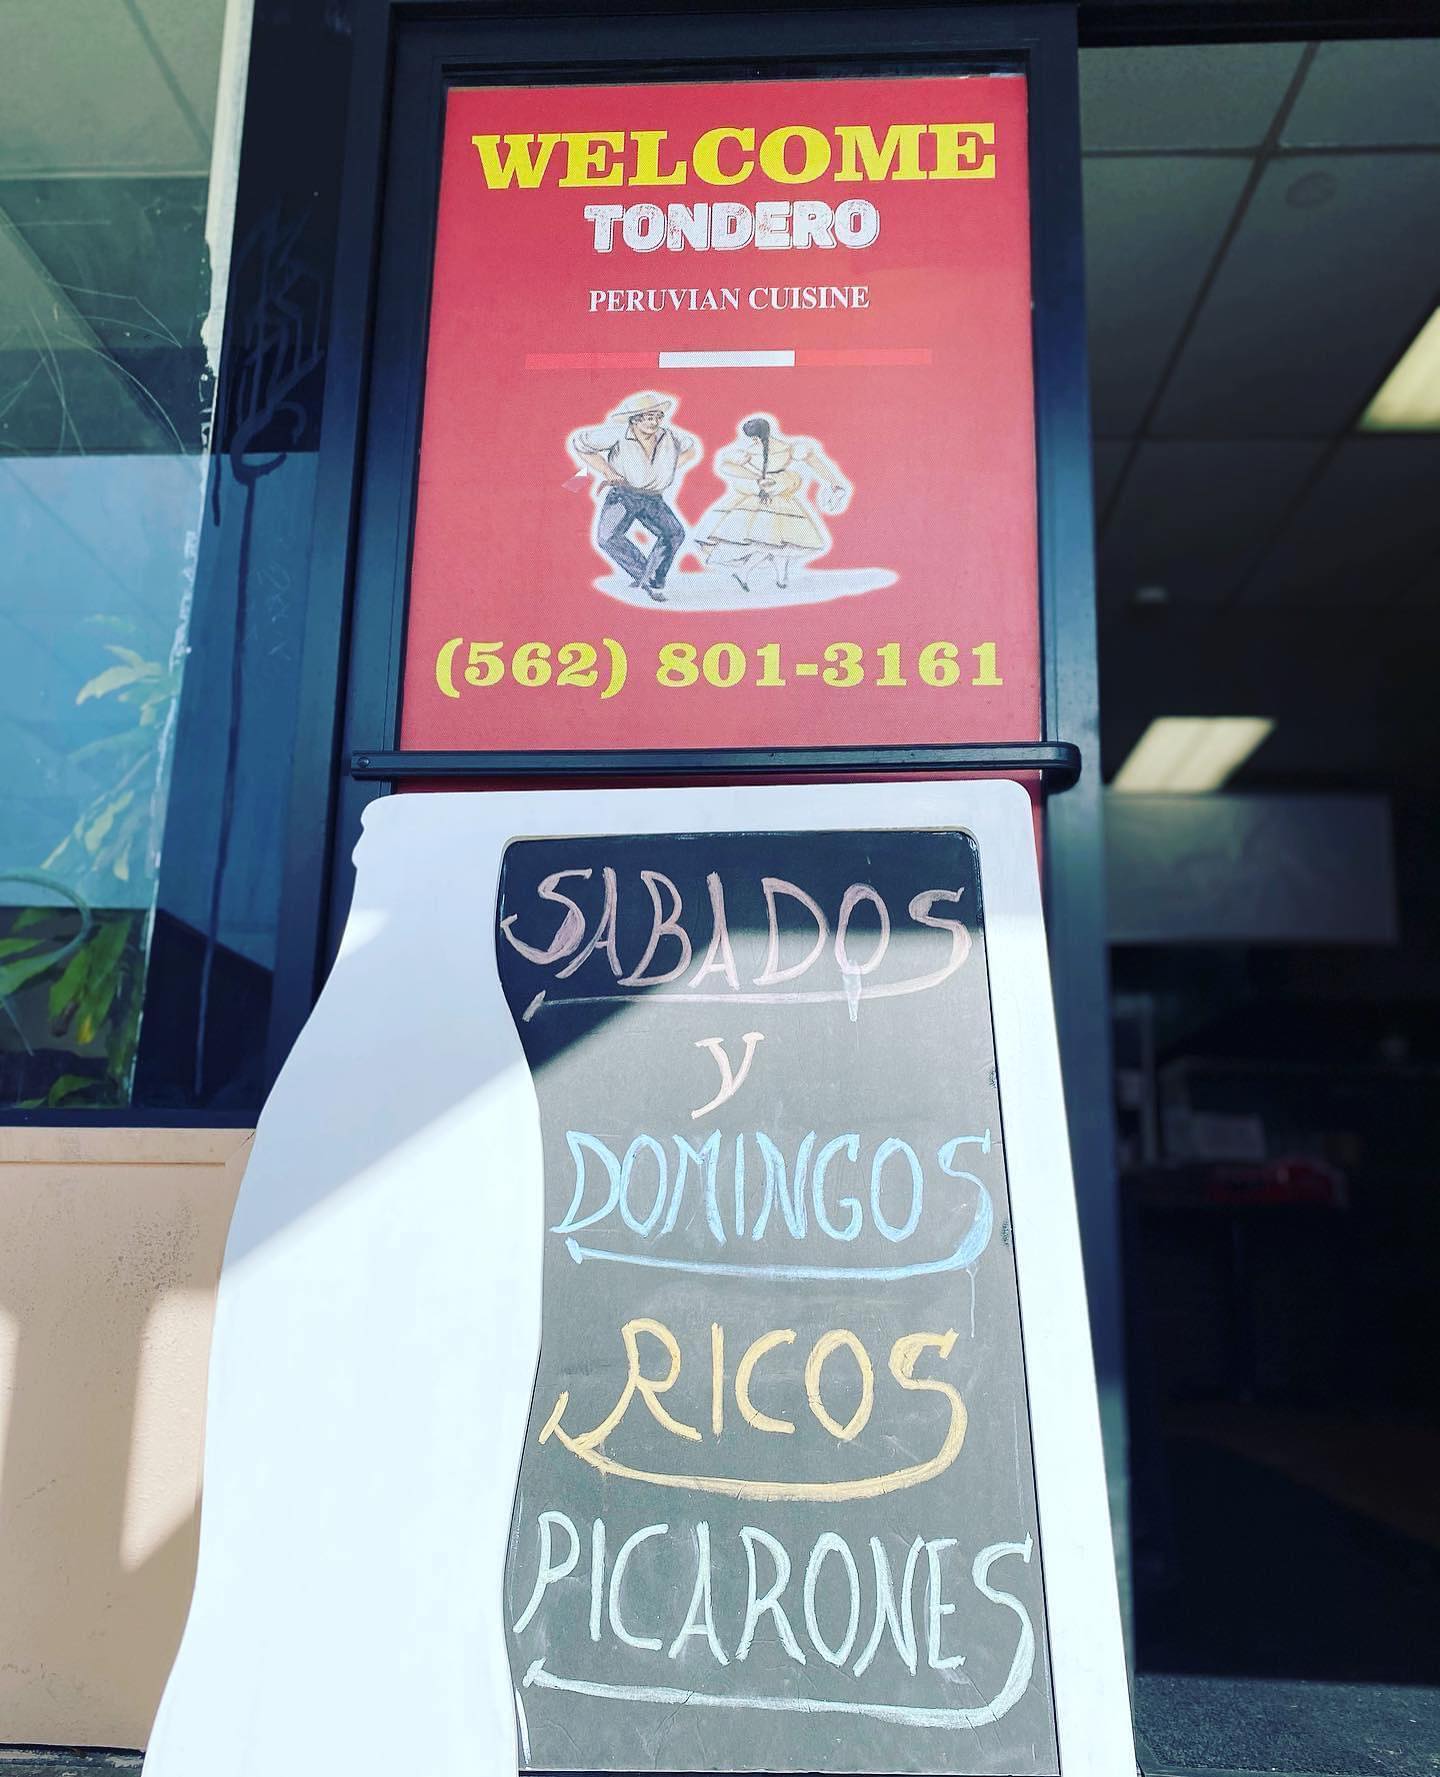 WELCOME
TONDERO
PERUVIAN CUISINE
(562) 801-3161
SABADOS
y
DOMINGOS
RICOS
PICARONES